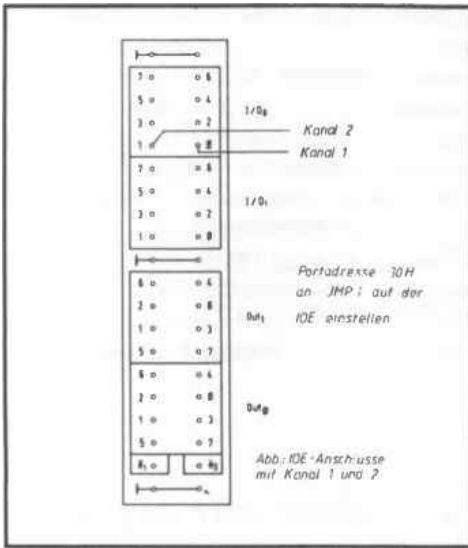 7 6
5 4
3 2
1 0
I/O0
Kanal 2
Kanal 1
7 6
5 4
3 2
1 0
I/O1
6 4
2 0
1 3
5 7
Out1
Portadresse 30H
an JMP1 auf der
IOE einstellen
6 4
2 0
1 3
5 7
Out0
Abb.: IOE-Anschlusse
mit Kanal 1 und 2